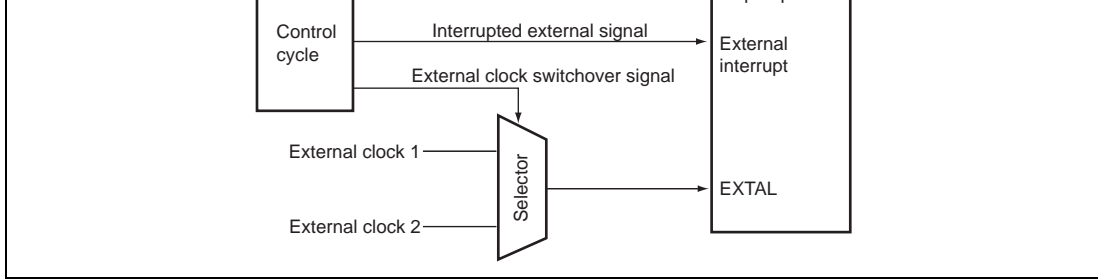 Control
cycle
Interrupted external signal
External
interrupt
External clock switchover signal
External clock 1
Selector
EXTAL
External clock 2